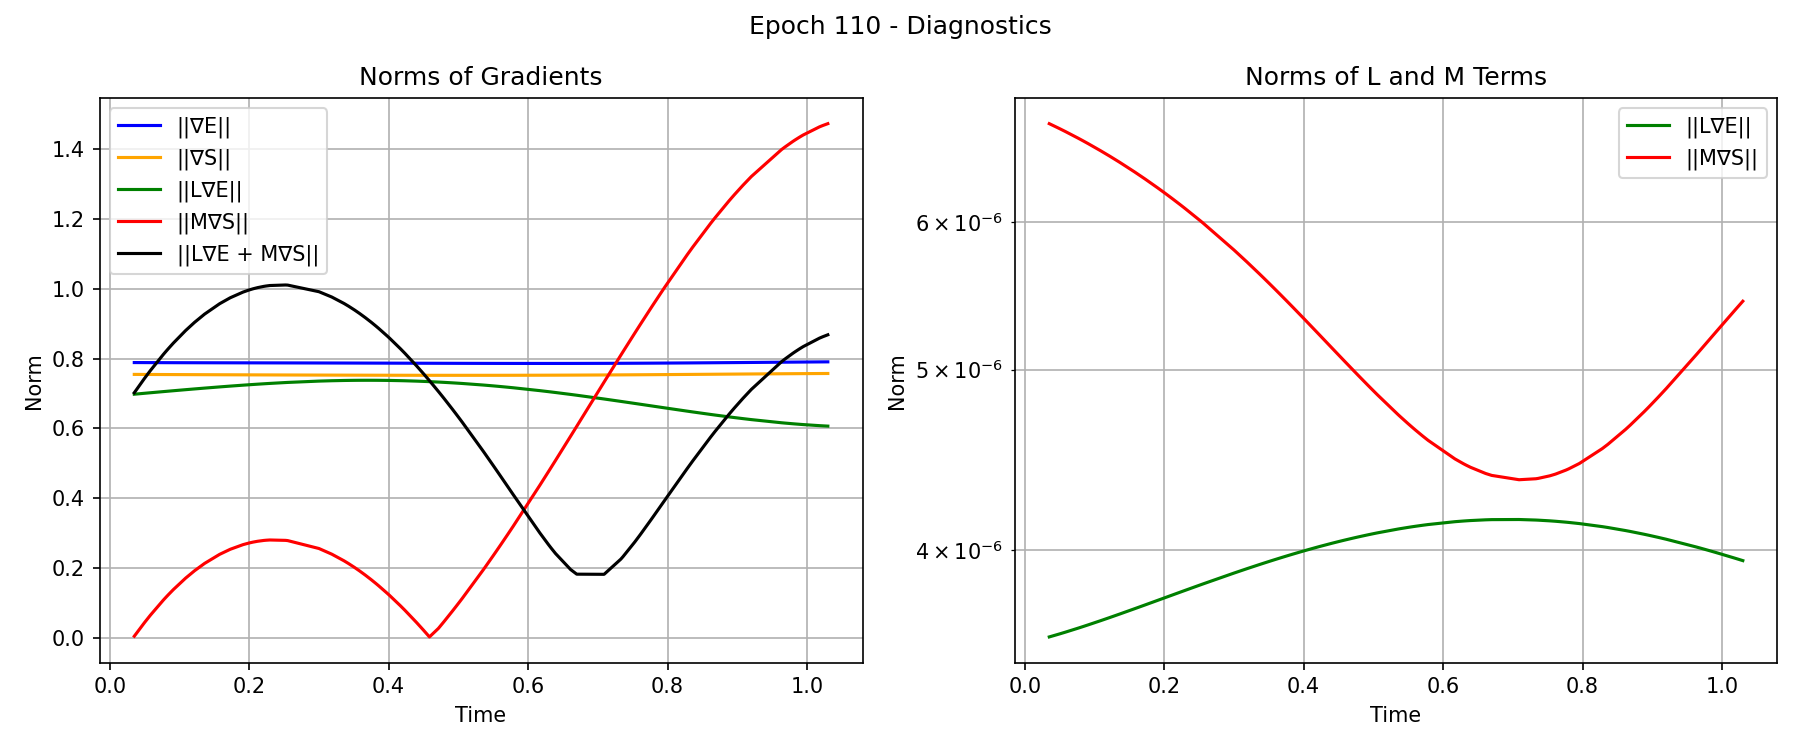 Epoch 110 - Diagnostics
Norms of Gradients
||∇E||
||∇S||
||L∇E||
||M∇S||
||L∇E + M∇S||
Norm
1.4
1.2
1.0
0.8
0.6
0.4
0.2
0.0
0.0 0.2 0.4 0.6 0.8 1.0
Time
Norms of L and M Terms
||L∇E||
||M∇S||
Norm
6 × 10⁻⁶
5 × 10⁻⁶
4 × 10⁻⁶
0.0 0.2 0.4 0.6 0.8 1.0
Time